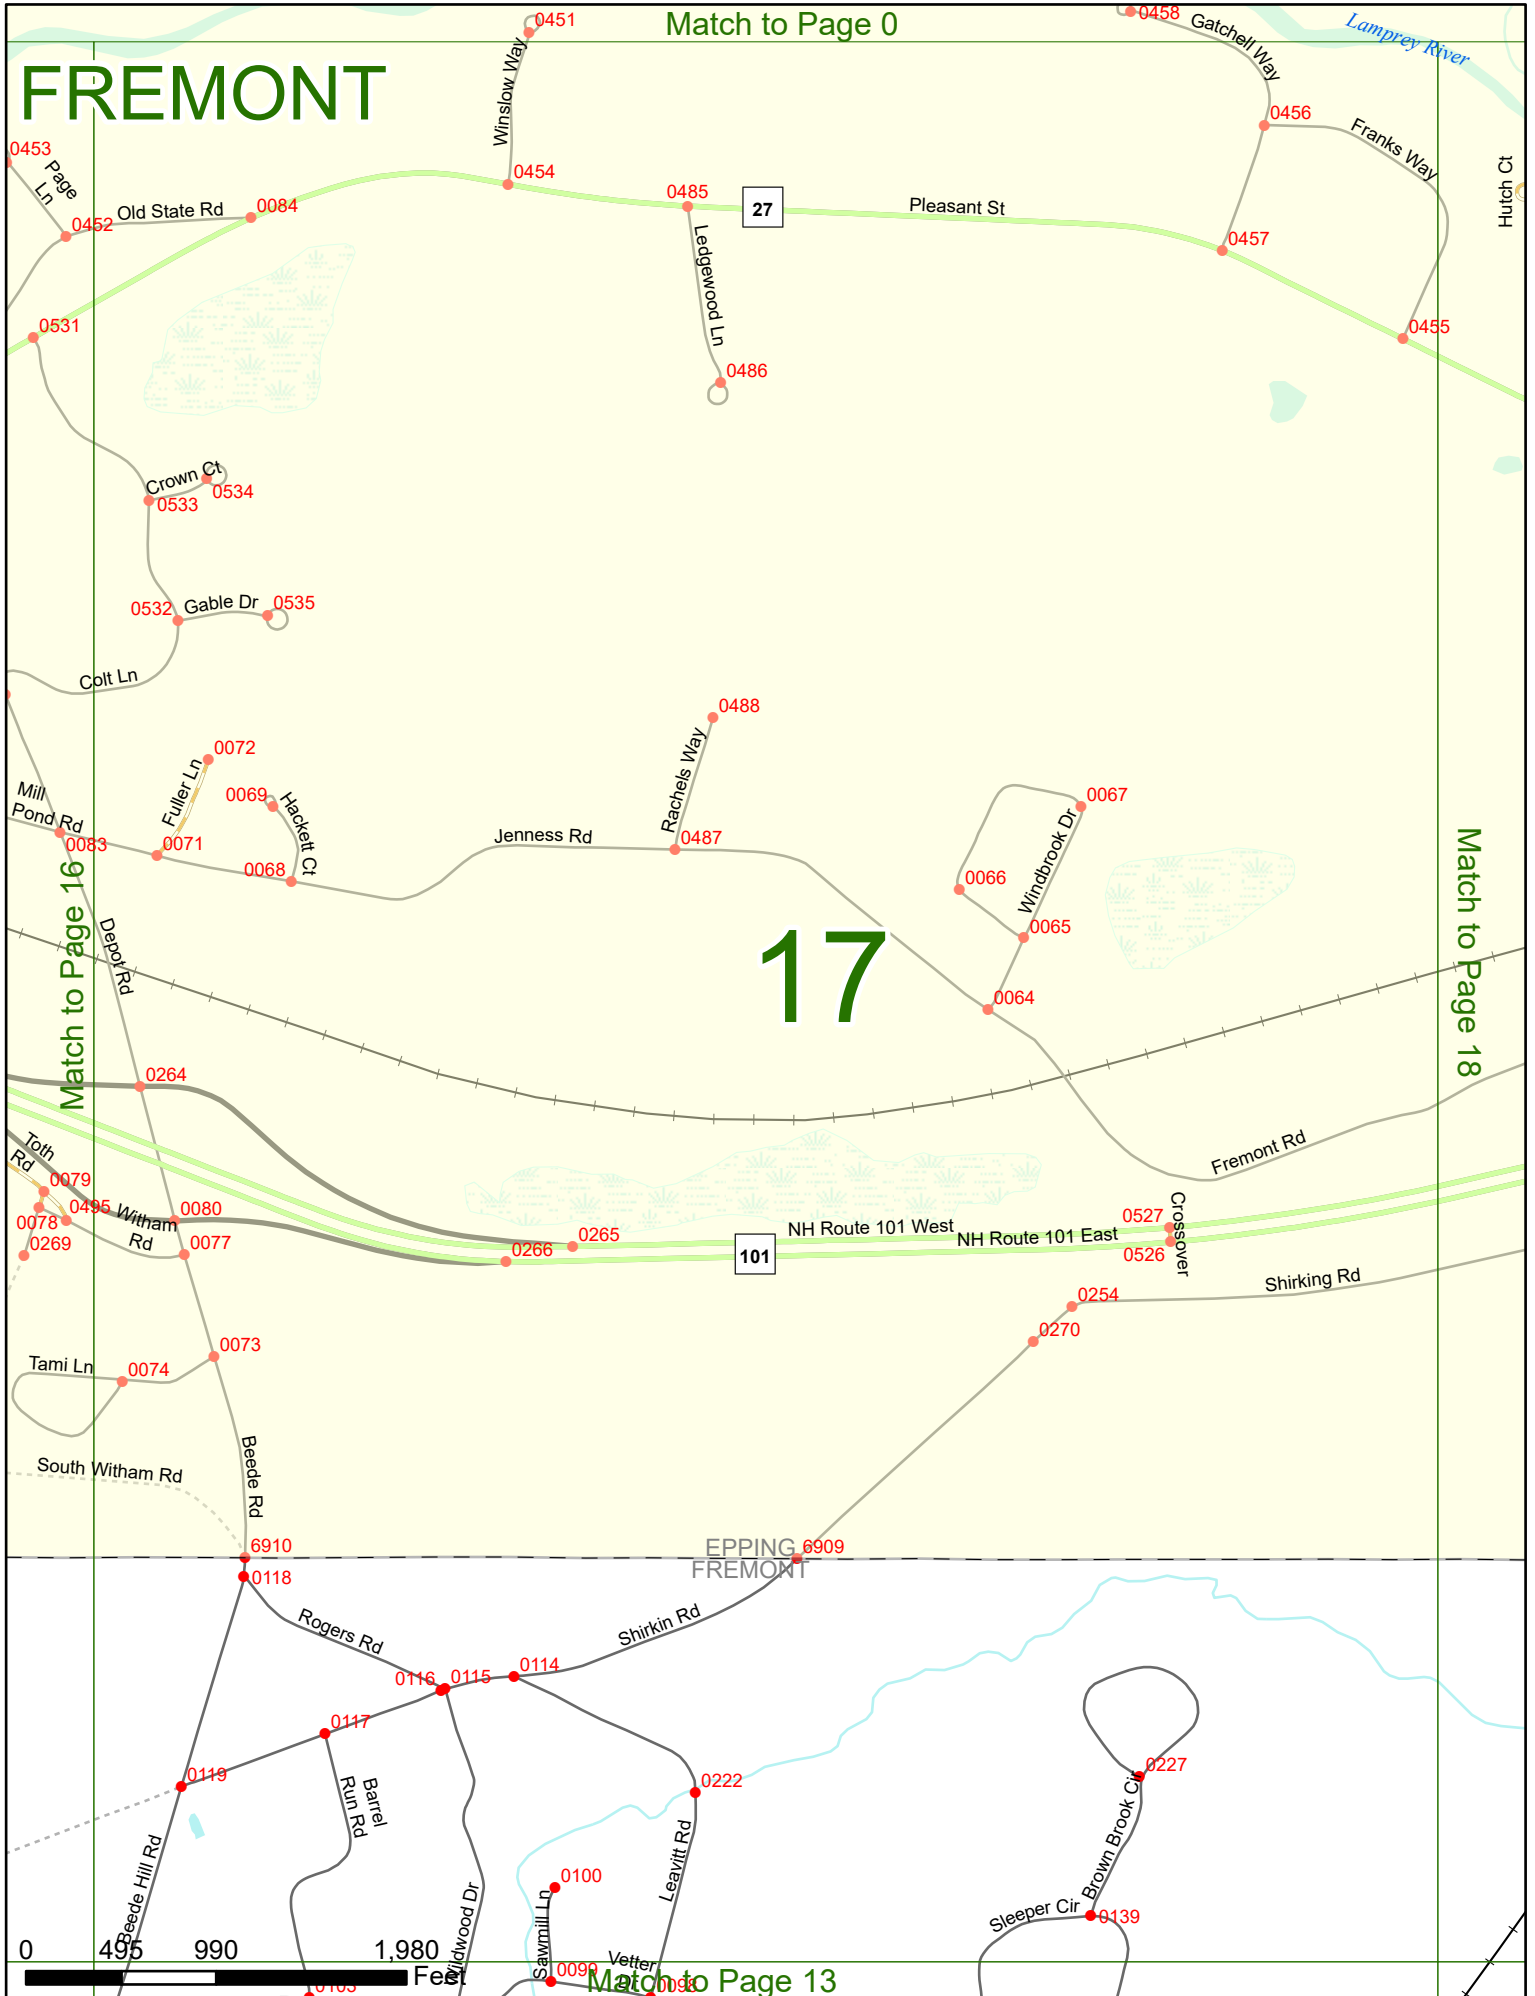 0451
Match to Page 0
0458
Gatchell Way
Lamprey River
FREMONT
Winslow Way
0456
Franks Way
0453
Page
Ln
Hutch Ct
0454
0485
27
Pleasant St
0452
Old State Rd
0084
0457
Ledgewood Ln
0531
0455
0486
Crown Ct
0534
0533
0532
Gable Dr
0535
Colt Ln
0488
Rachels Way
0072
Fuller Ln
0069
Hackett Ct
0067
Mill
Pond Rd
0083
0071
0068
Jenness Rd
0487
Windbrook Dr
0066
0065
Match to Page 16
Match to Page 18
Depot Rd
17
0064
0264
Toth
Rd
Fremont Rd
0079
0078
0495
Witham
Rd
0080
0269
0077
0265
0266
101
NH Route 101 West
NH Route 101 East
0527
0526
Crossover
Shirking Rd
0254
0270
0073
Tami Ln
0074
Beede Rd
South Witham Rd
6910
EPPING
FREMONT
6909
0118
Rogers Rd
Shirkin Rd
0116
0115
0114
0117
0119
Barrel
Run Rd
0222
0227
Beede Hill Rd
Leavitt Rd
Brown Brook Cir
0100
Sawmill Ln
Wildwood Dr
Sleeper Cir
0139
0
495
990
1,980
Feet
0099
Vetter
Dr
0098
0103
Match to Page 13